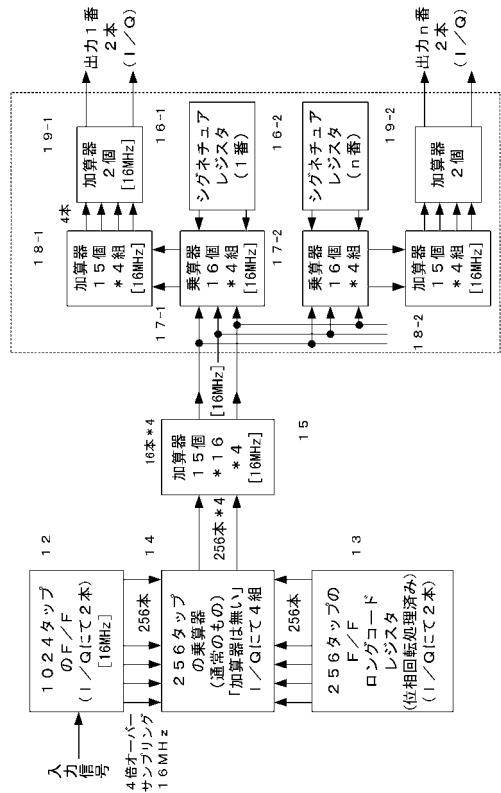 入力信号
4倍オーバー
サンプリング
16MHz
12
1024タップ
のF/F
(I/Qにて2本)
[16MHz]
256本
14
256タップ
の乗算器
(通常のもの)
「加算器は無い」
I/Qにて4組
256本
13
256タップの
F/F
ロングコード
レジスタ
(位相回転処理済み)
(I/Qにて2本)
256本*4
16本*4
加算器
15個
*16
*4
[16MHz]
15
[16MHz]
18-1
加算器
15個
*4組
[16MHz]
4本
19-1
加算器
2個
[16MHz]
出力1番
2本
(I/Q)
17-1
乗算器
16個
*4組
[16MHz]
16-1
シグネチュア
レジスタ
(1番)
17-2
乗算器
16個
*4組
16-2
シグネチュア
レジスタ
(n番)
18-2
加算器
15個
*4組
[16MHz]
19-2
加算器
2個
出力n番
2本
(I/Q)